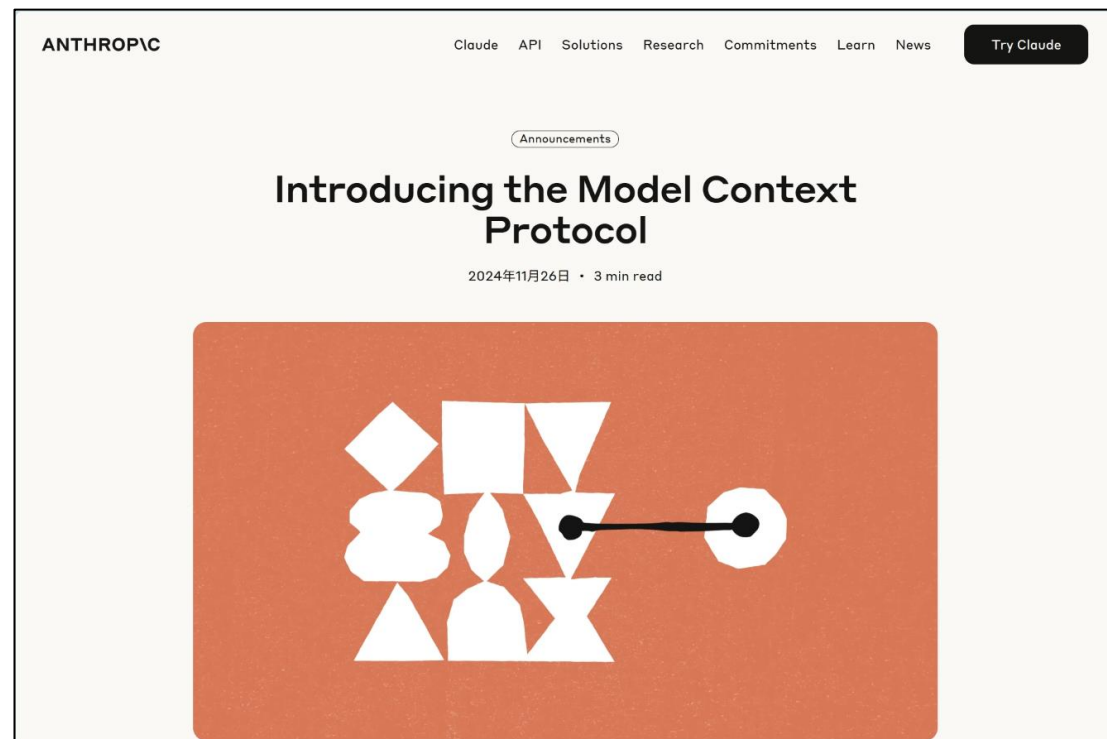 ANTHROP\C
Claude API Solutions Research Commitments Learn News Try Claude
Announcements
Introducing the Model Context
Protocol
2024年11月26日 • 3 min read